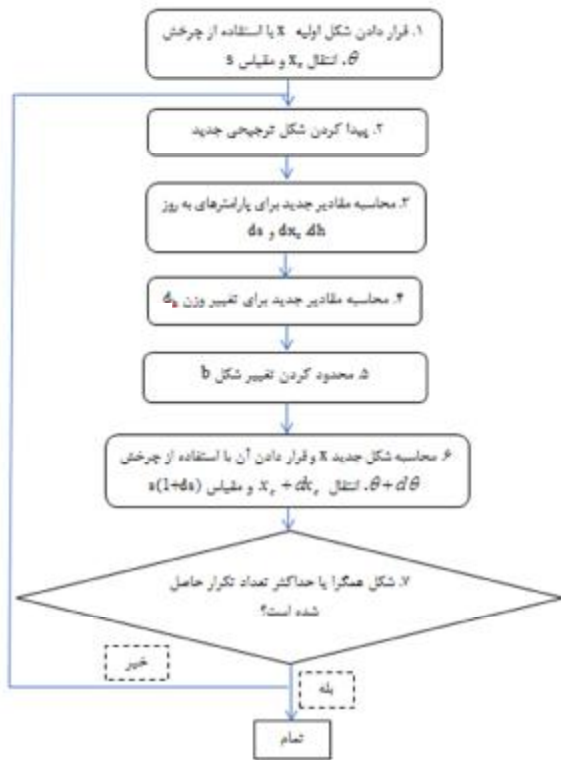 ۱. قرار دادن شکل اولیه x با استفاده از چرخش
θ، انتقال xc و مقیاس s
۲. پیدا کردن شکل ترجیحی جدید
۳. محاسبه مقادیر جدید برای پارامترهای به روز
dh، dxc و ds
۴. محاسبه مقادیر جدید برای تغییر وزن db
۵. محدود کردن تغییر شکل b
۶. محاسبه شکل جدید x و قرار دادن آن با استفاده از چرخش
θ+dθ، انتقال xc+dxc و مقیاس s(1+ds)
۷. شکل همگرا یا حداکثر تعداد تکرار حاصل
شده است؟
خیر
بله
تمام